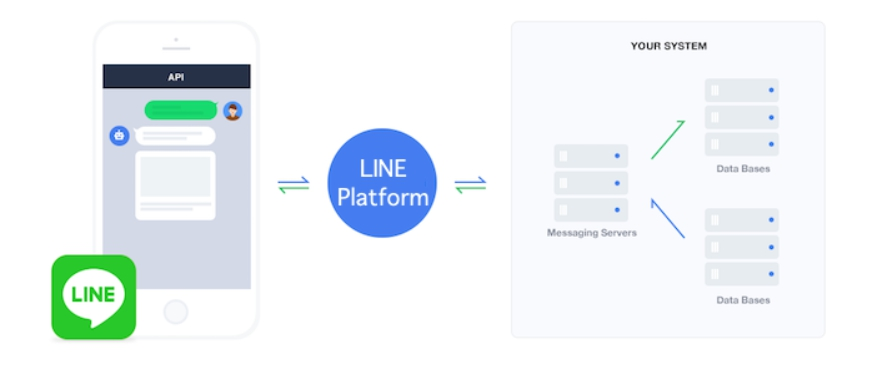 API
LINE
LINE
Platform
YOUR SYSTEM
Messaging Servers
Data Bases
Data Bases